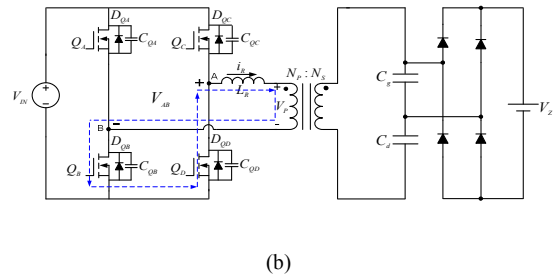 D_QA
D_QC
Q_A
C_QA
Q_C
C_QC
i_R
N_P : N_S
+
A
L_R
+
C_g
V_IN
V_AB
V_P
V_Z
B
-
-
D_QB
D_QD
C_d
Q_B
C_QB
Q_D
C_QD
(b)